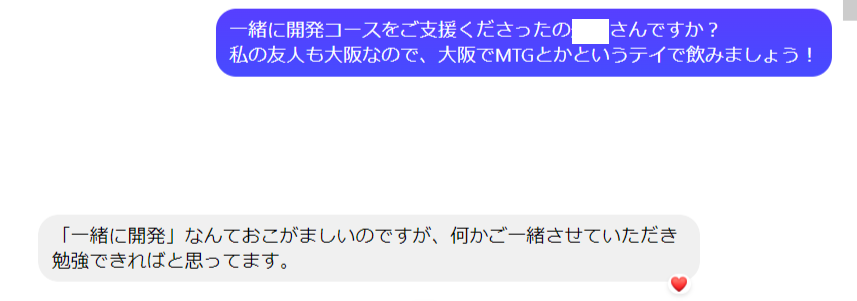 一緒に開発コースをご支援くださったの さんですか？
私の友人も大阪なので、大阪でMTGとかというテイで飲みましょう！
「一緒に開発」なんておこがましいのですが、何かご一緒させていただき
勉強できればと思ってます。